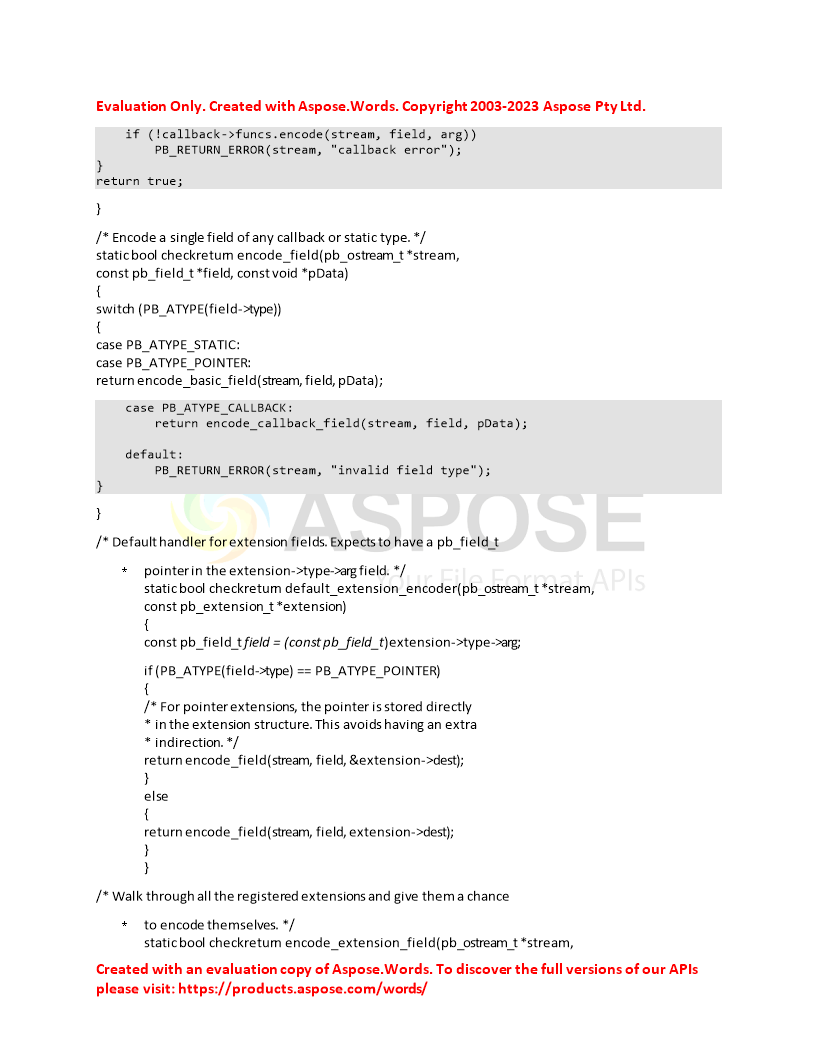 Evaluation Only. Created with Aspose.Words. Copyright 2003-2023 Aspose Pty Ltd.
    if (!callback->funcs.encode(stream, field, arg))
        PB_RETURN_ERROR(stream, "callback error");
}
return true;
}
/* Encode a single field of any callback or static type. */
static bool checkreturn encode_field(pb_ostream_t *stream,
const pb_field_t *field, const void *pData)
{
switch (PB_ATYPE(field->type))
{
case PB_ATYPE_STATIC:
case PB_ATYPE_POINTER:
return encode_basic_field(stream, field, pData);
    case PB_ATYPE_CALLBACK:
        return encode_callback_field(stream, field, pData);
    default:
        PB_RETURN_ERROR(stream, "invalid field type");
}
}
ASPOSE
/* Default handler for extension fields. Expects to have a pb_field_t
* pointer in the extension->type->arg field. */
Your File Format APIs
static bool checkreturn default_extension_encoder(pb_ostream_t *stream,
const pb_extension_t *extension)
{
const pb_field_t field = (const pb_field_t)extension->type->arg;
if (PB_ATYPE(field->type) == PB_ATYPE_POINTER)
{
/* For pointer extensions, the pointer is stored directly
* in the extension structure. This avoids having an extra
* indirection. */
return encode_field(stream, field, &extension->dest);
}
else
{
return encode_field(stream, field, extension->dest);
}
}
/* Walk through all the registered extensions and give them a chance
* to encode themselves. */
static bool checkreturn encode_extension_field(pb_ostream_t *stream,
Created with an evaluation copy of Aspose.Words. To discover the full versions of our APIs
please visit: https://products.aspose.com/words/